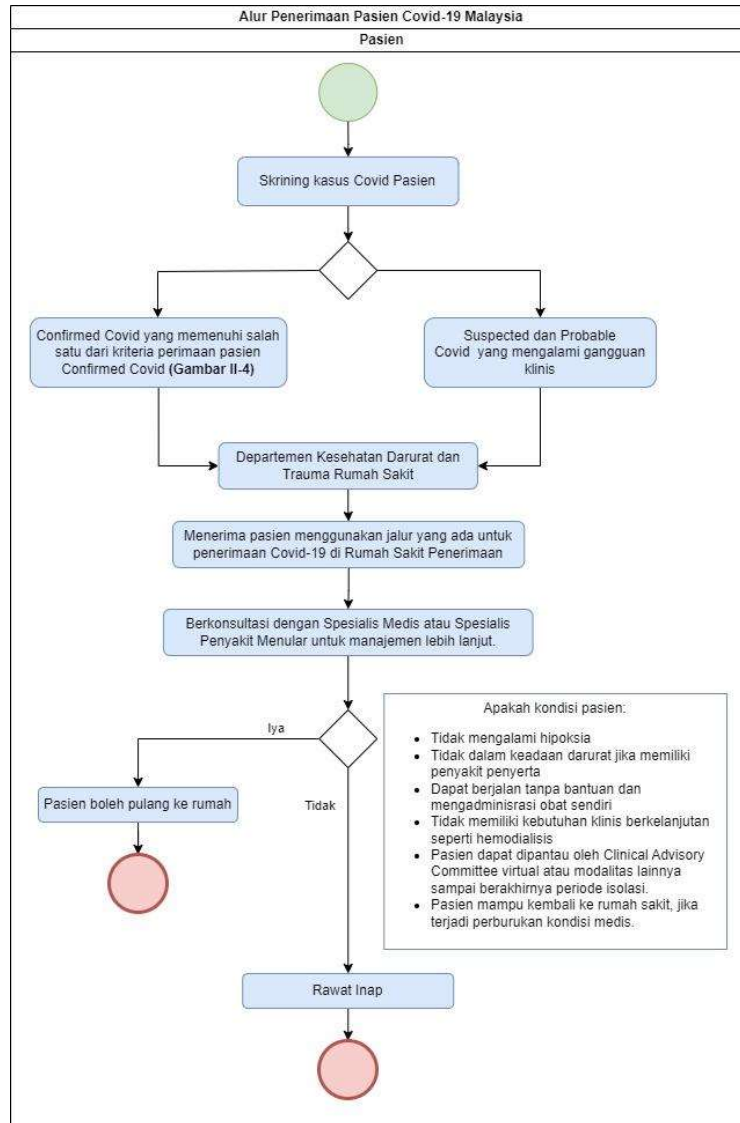 Alur Penerimaan Pasien Covid-19 Malaysia
Pasien
Skrining kasus Covid Pasien
Confirmed Covid yang memenuhi salah
satu dari kriteria perimaan pasien
Confirmed Covid (Gambar II-4)
Suspected dan Probable
Covid yang mengalami gangguan
klinis
Departemen Kesehatan Darurat dan
Trauma Rumah Sakit
Menerima pasien menggunakan jalur yang ada untuk
penerimaan Covid-19 di Rumah Sakit Penerimaan
Berkonsultasi dengan Spesialis Medis atau Spesialis
Penyakit Menular untuk manajemen lebih lanjut.
Iya
Tidak
Pasien boleh pulang ke rumah
Apakah kondisi pasien:
• Tidak mengalami hipoksia
• Tidak dalam keadaan darurat jika memiliki
penyakit penyerta
• Dapat berjalan tanpa bantuan dan
mengadminisrasi obat sendiri
• Tidak memiliki kebutuhan klinis berkelanjutan
seperti hemodialisis
• Pasien dapat dipantau oleh Clinical Advisory
Committee virtual atau modalitas lainnya
sampai berakhirnya periode isolasi.
• Pasien mampu kembali ke rumah sakit, jika
terjadi perburukan kondisi medis.
Rawat Inap